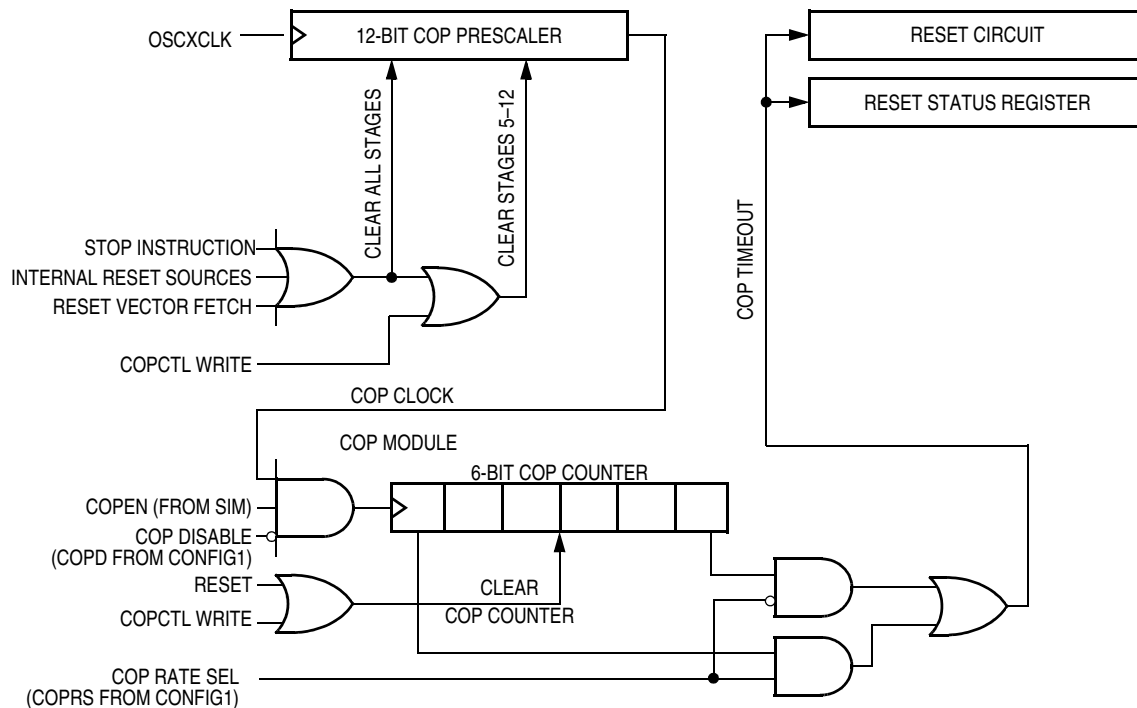 OSCXCLK
12-BIT COP PRESCALER
RESET CIRCUIT
RESET STATUS REGISTER
CLEAR ALL STAGES
CLEAR STAGES 5–12
COP TIMEOUT
STOP INSTRUCTION
INTERNAL RESET SOURCES
RESET VECTOR FETCH
COPCTL WRITE
COP CLOCK
COP MODULE
6-BIT COP COUNTER
COPEN (FROM SIM)
COP DISABLE
(COPD FROM CONFIG1)
RESET
COPCTL WRITE
CLEAR
COP COUNTER
COP RATE SEL
(COPRS FROM CONFIG1)